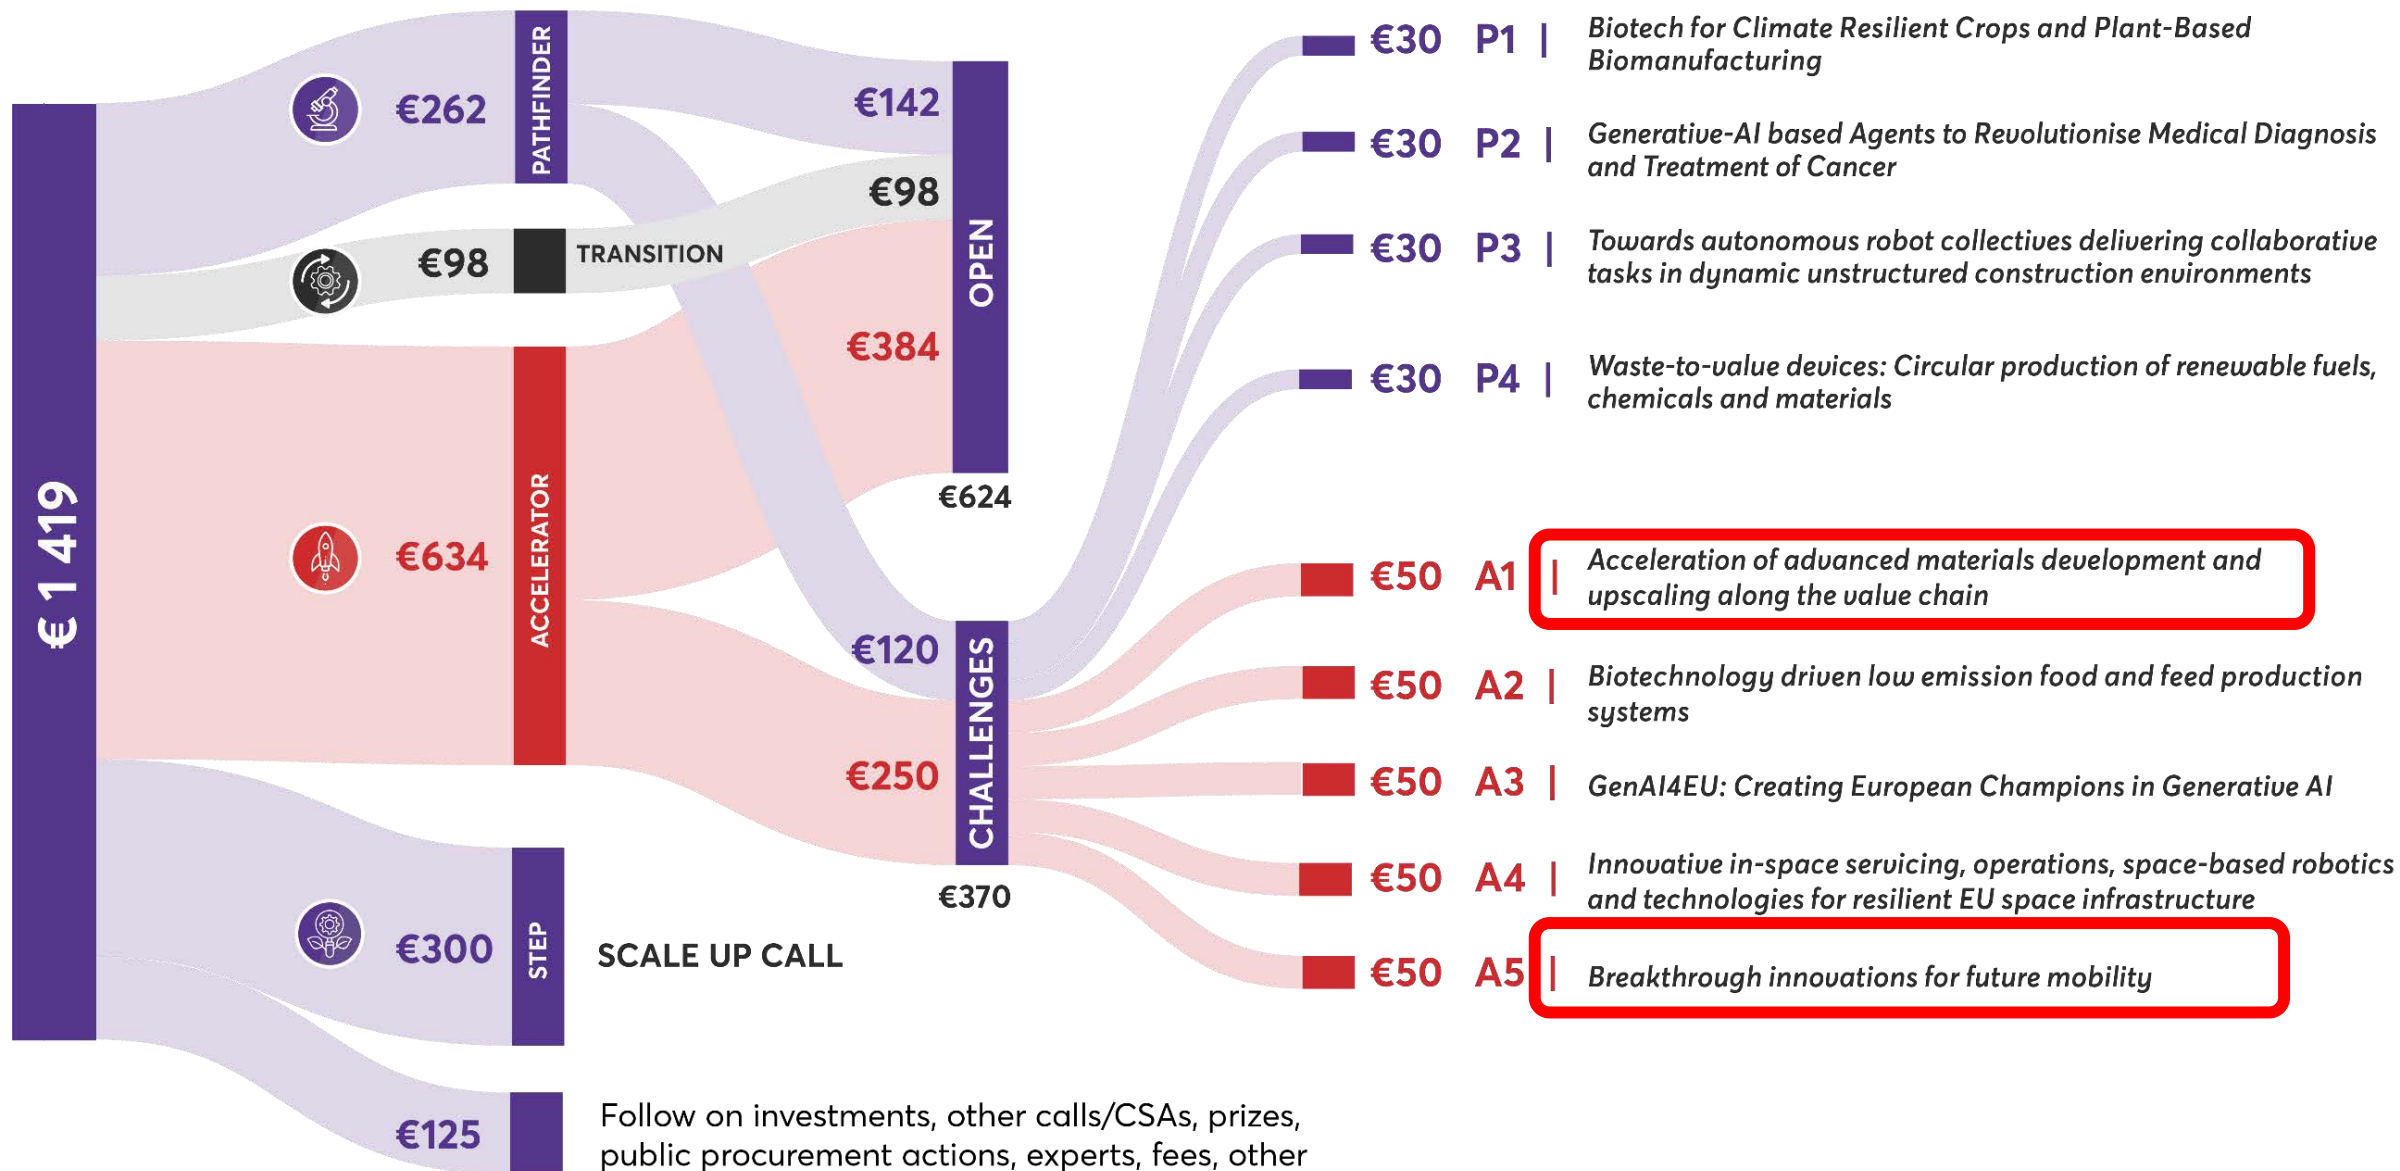 € 1 419
€262
PATHFINDER
€98
TRANSITION
€634
ACCELERATOR
€300
STEP
SCALE UP CALL
€125
Follow on investments, other calls/CSAs, prizes,
public procurement actions, experts, fees, other
€142
€98
€384
OPEN
€624
€120
€250
CHALLENGES
€370
€30 P1 | Biotech for Climate Resilient Crops and Plant-Based
Biomanufacturing
€30 P2 | Generative-AI based Agents to Revolutionise Medical Diagnosis
and Treatment of Cancer
€30 P3 | Towards autonomous robot collectives delivering collaborative
tasks in dynamic unstructured construction environments
€30 P4 | Waste-to-value devices: Circular production of renewable fuels,
chemicals and materials
€50 A1 | Acceleration of advanced materials development and
upscaling along the value chain
€50 A2 | Biotechnology driven low emission food and feed production
systems
€50 A3 | GenAI4EU: Creating European Champions in Generative AI
€50 A4 | Innovative in-space servicing, operations, space-based robotics
and technologies for resilient EU space infrastructure
€50 A5 | Breakthrough innovations for future mobility